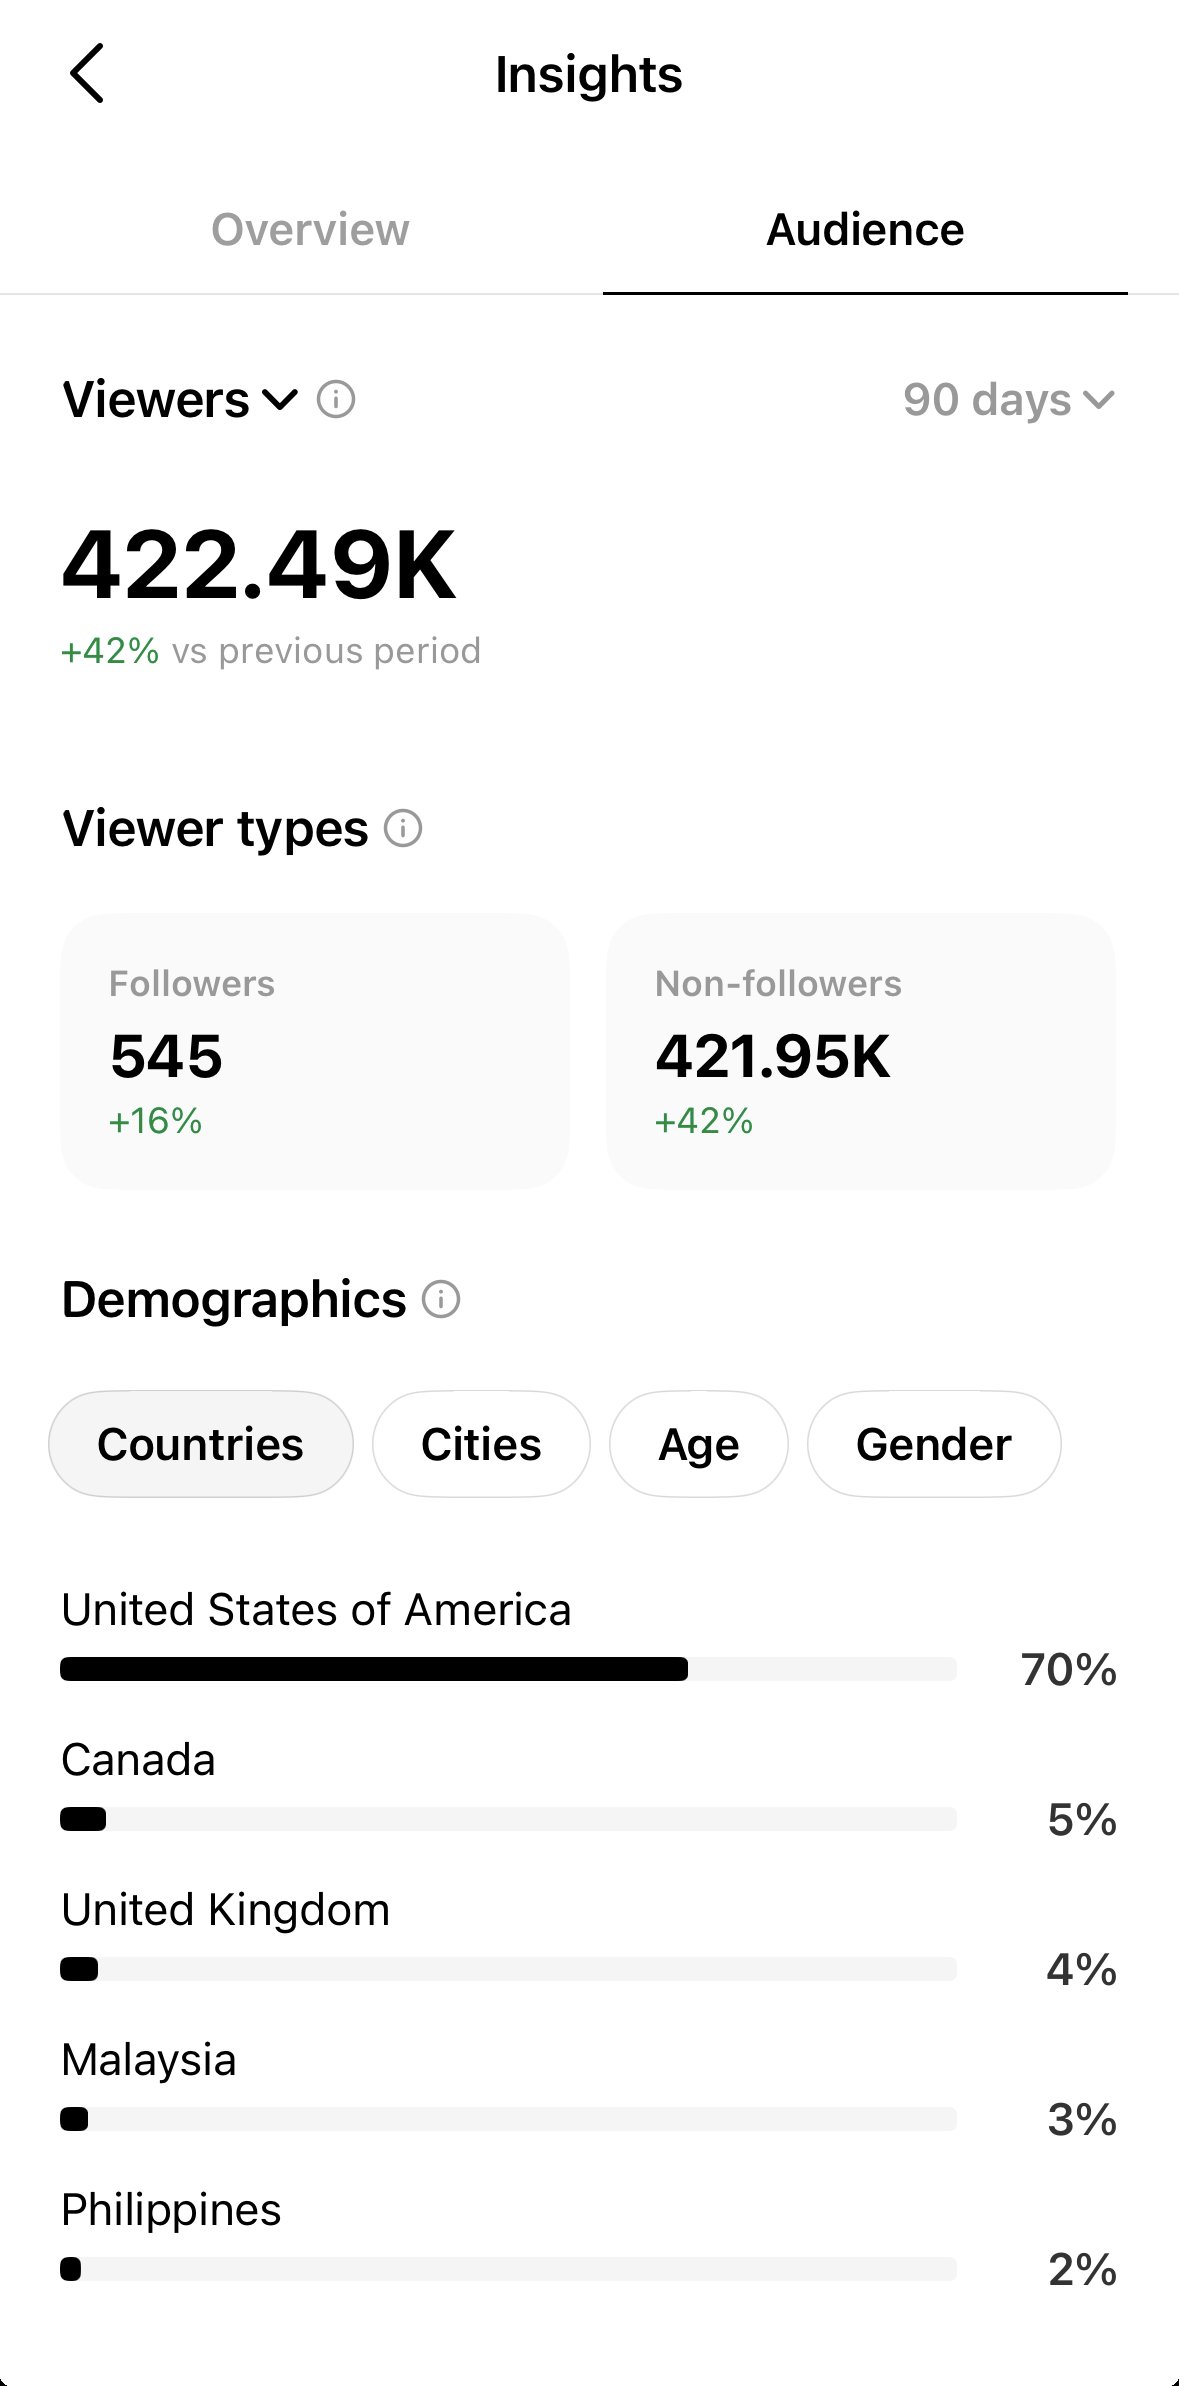 Insights
Overview
Audience
Viewers
90 days
422.49K
+42% vs previous period
Viewer types
Followers
Non-followers
545
421.95K
+16%
+42%
Demographics
Countries
Cities
Age
Gender
United States of America
70%
Canada
5%
United Kingdom
4%
Malaysia
3%
Philippines
2%